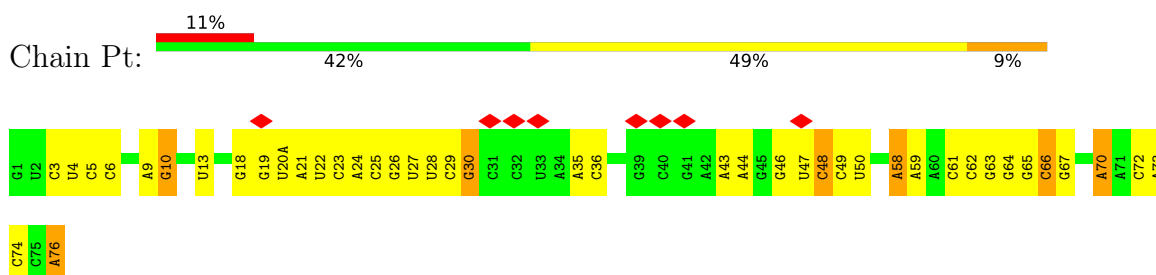 11%
Chain Pt:
42% 49% 9%
G1 U2 C3 U4 C5 C6 A9 G10 U13 G18 G19 U20A A21 U22 C23 A24 C25 G26 U27 U28 C29 G30 C31 C32 U33 A34 A35 C36 G39 C40 G41 A42 A43 A44 G45 G46 U47 C48 C49 U50 A58 A59 A60 C61 C62 G63 G64 G65 C66 G67 A70 A71 C72
C74 C75 A76